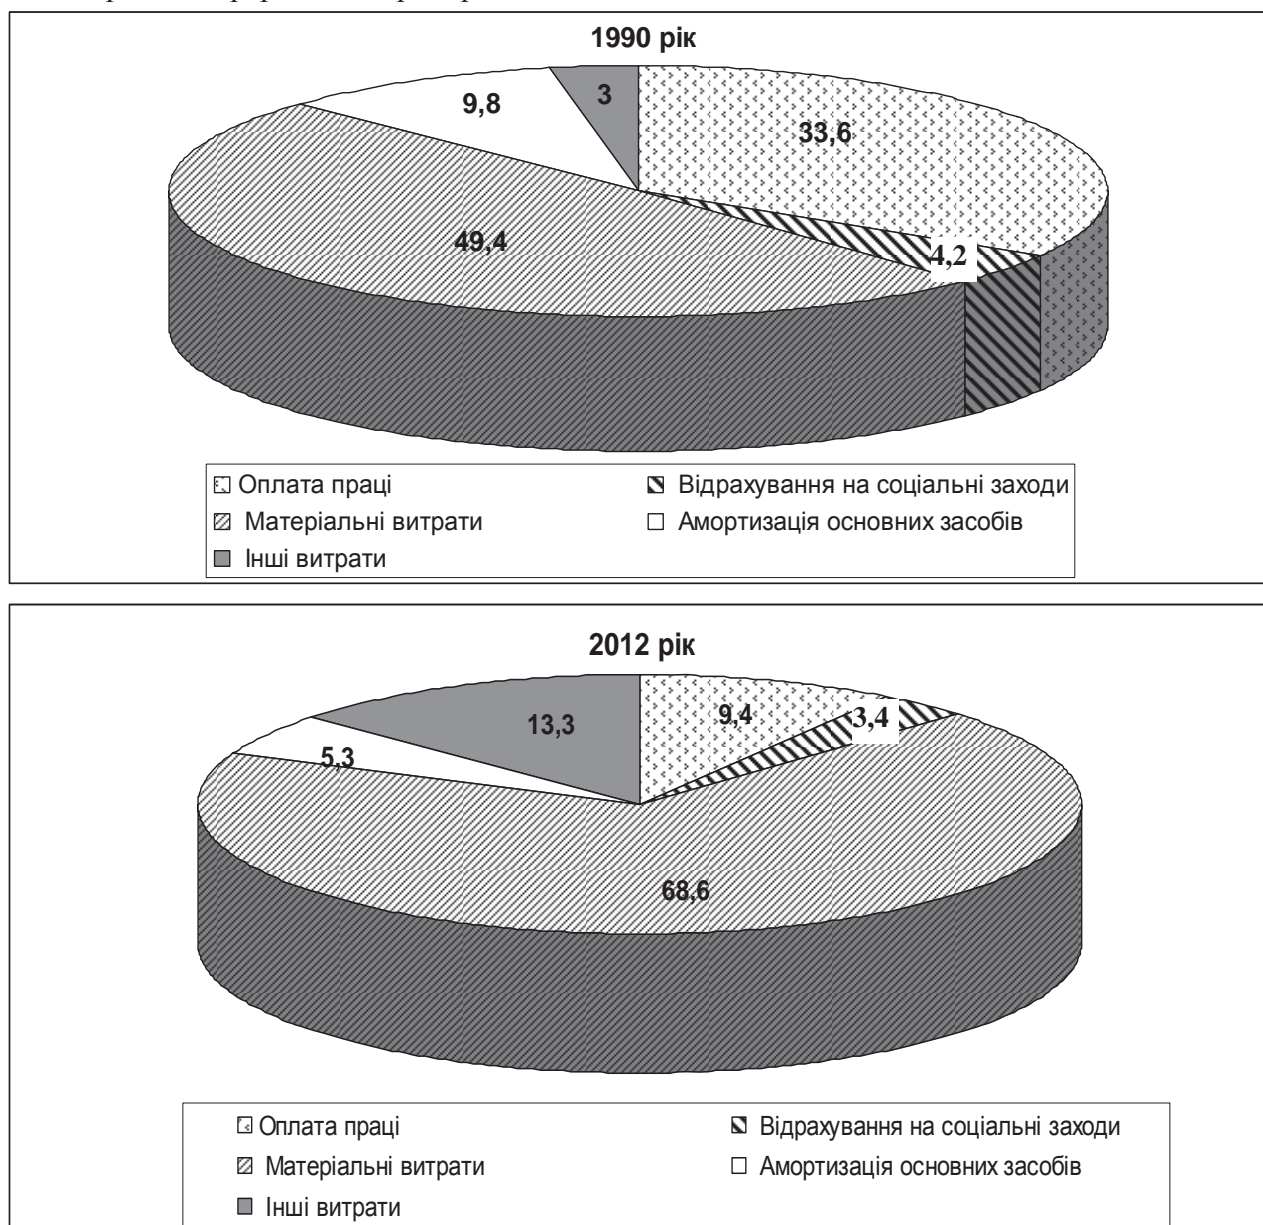 1990 рік
3
9,8
33,6
49,4
4,2
Оплата праці
Відрахування на соціальні заходи
Матеріальні витрати
Амортизація основних засобів
Інші витрати
2012 рік
13,3
9,4
3,4
5,3
68,6
Оплата праці
Відрахування на соціальні заходи
Матеріальні витрати
Амортизація основних засобів
Інші витрати